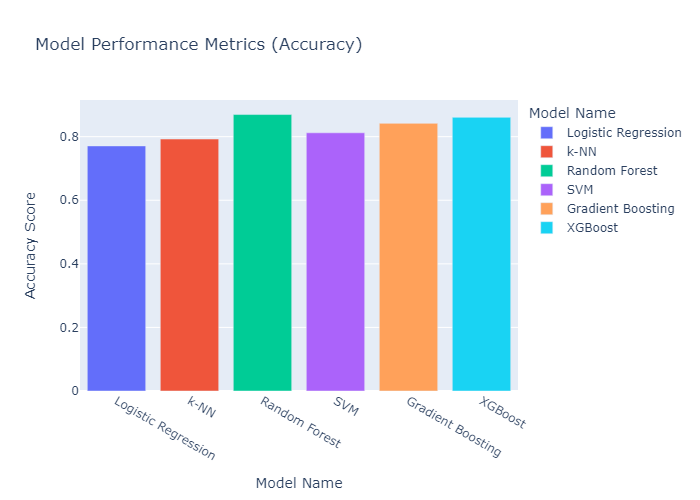 Model Performance Metrics (Accuracy)
Model Name
Logistic Regression
k-NN
Random Forest
SVM
Gradient Boosting
XGBoost
Accuracy Score
0.8
0.6
0.4
0.2
0
Logistic Regression
k-NN
Random Forest
SVM
Gradient Boosting
XGBoost
Model Name